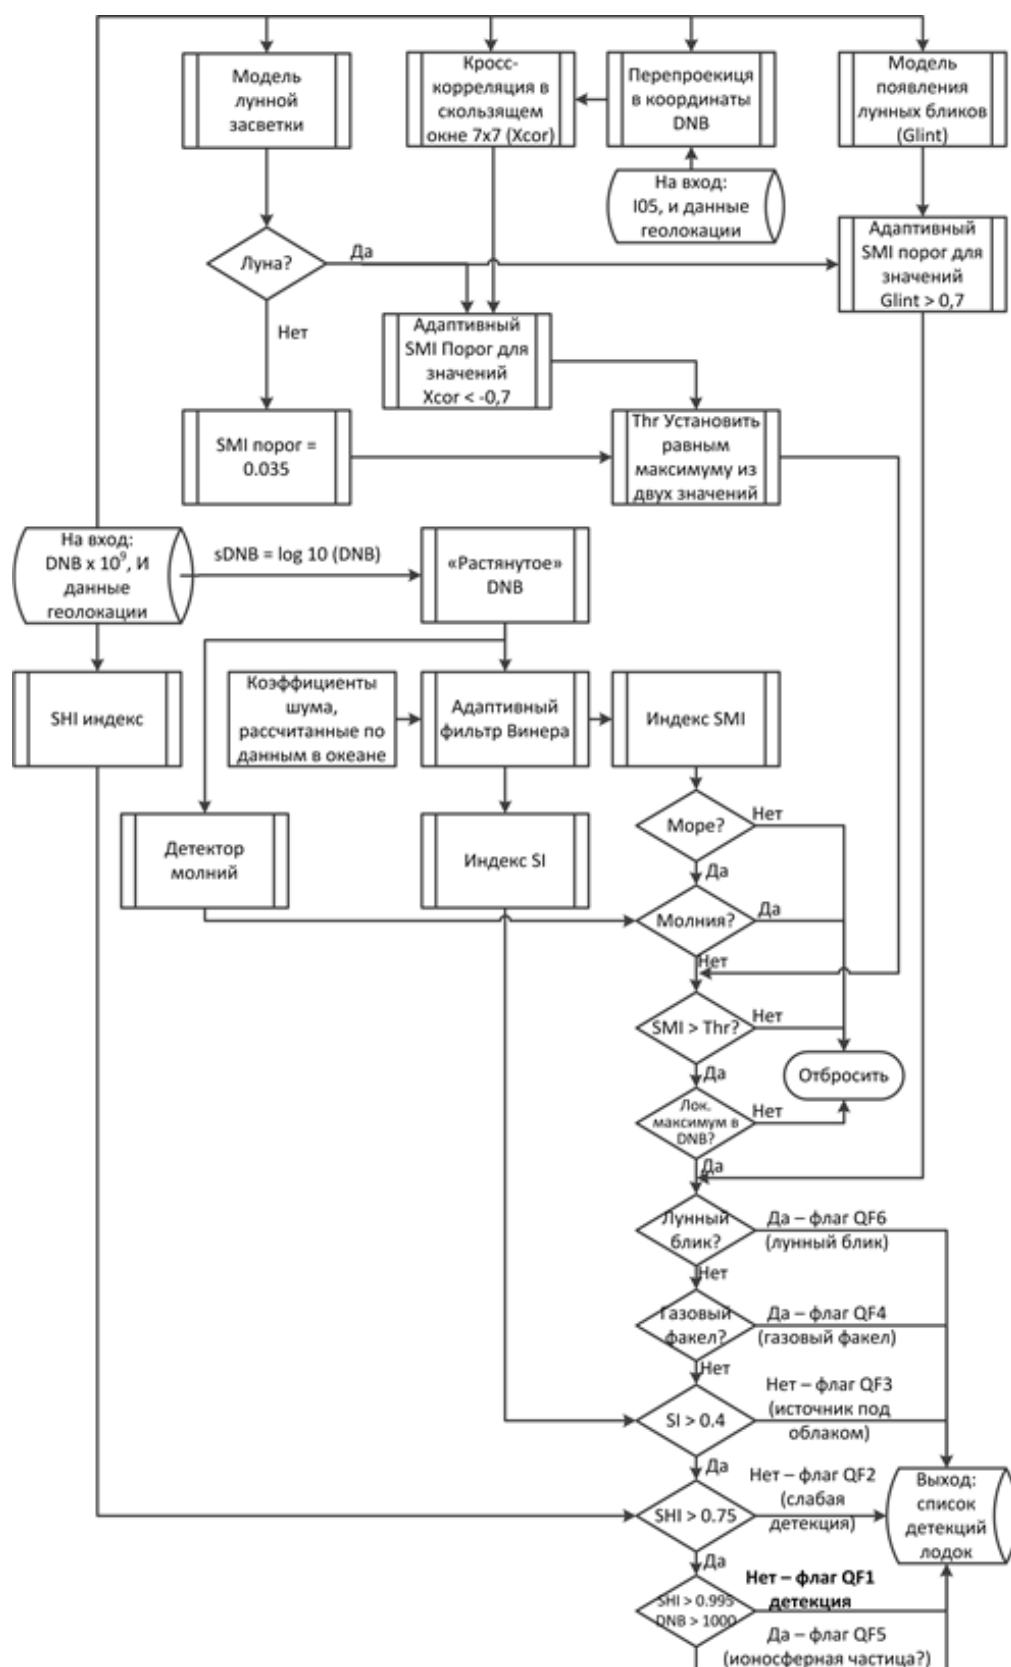 Модель
лунной
засветки
Кросс-
корреляция в
скользящем
окне 7x7 (Xcor)
Перепроекиця
в координаты
DNB
Модель
появления
лунных бликов
(Glint)
На вход:
I05, и данные
геолокации
Луна?
Да
Нет
Адаптивный
SMI порог для
значений
Glint > 0,7
Адаптивный
SMI Порог для
значений
Xcor < -0,7
SMI порог =
0.035
Thr Установить
равным
максимуму из
двух значений
На вход:
DNB x 10⁹, И
данные
геолокации
sDNB = log 10 (DNB)
«Растянутое»
DNB
SHI индекс
Коэффициенты
шума,
рассчитанные по
данным в океане
Адаптивный
фильтр Винера
Индекс SMI
Детектор
молний
Индекс SI
Море?
Нет
Да
Молния?
Да
Нет
SMI > Thr?
Нет
Да
Отбросить
Лок.
максимум в
DNB?
Нет
Да
Лунный
блик?
Да – флаг QF6
(лунный блик)
Нет
Газовый
факел?
Да – флаг QF4
(газовый факел)
Нет
SI > 0.4
Нет – флаг QF3
(источник под
облаком)
Да
SHI > 0.75
Нет – флаг QF2
(слабая
детекция)
Выход:
список
детекций
лодок
Да
SHI > 0.995
DNB > 1000
Нет – флаг QF1
детекция
Да – флаг QF5
(ионосферная частица?)